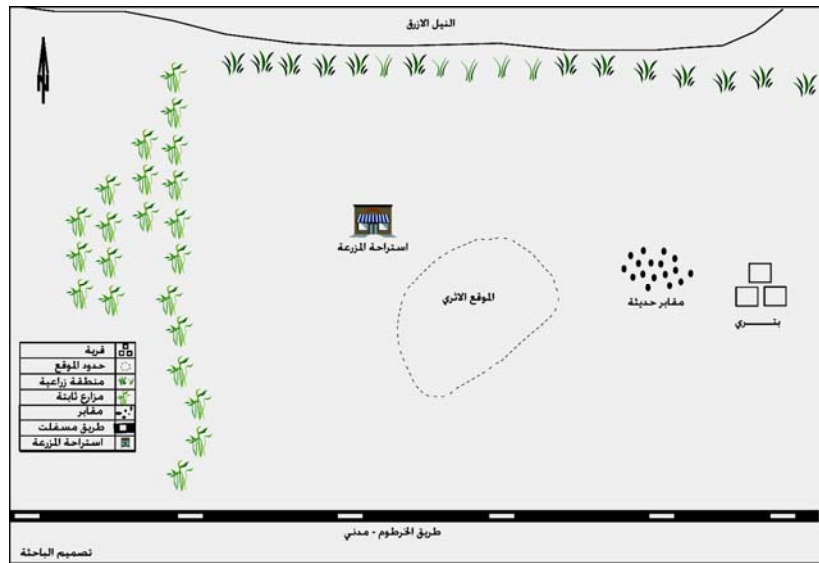 النيل الازرق
استراحة المزرعة
الموقع الاثري
مقابر حديثة
بتـــــري
قرية
حدود الموقع
منطقة زراعية
مزارع ثابتة
مقابر
طريق مسفلت
استراحة المزرعة
طريق الخرطوم - مدني
تصميم الباحثة